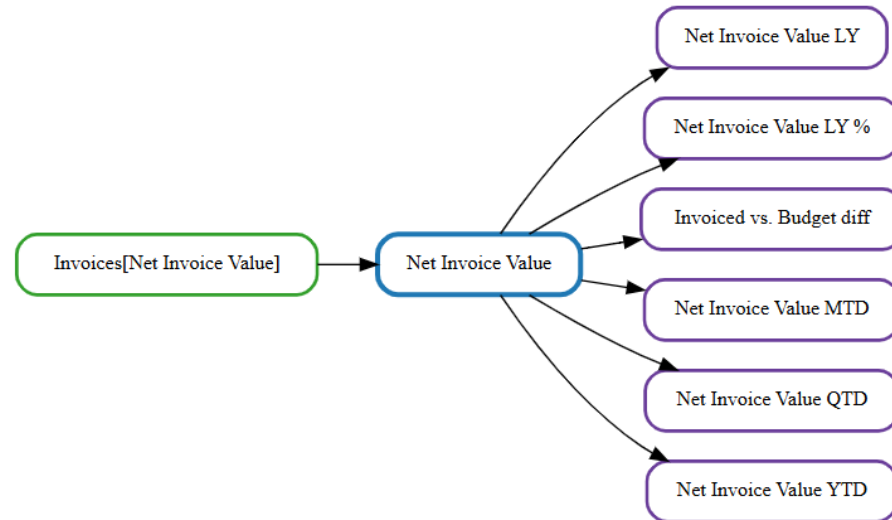 Net Invoice Value LY
Net Invoice Value LY %
Invoiced vs. Budget diff
Invoices[Net Invoice Value]
Net Invoice Value
Net Invoice Value MTD
Net Invoice Value QTD
Net Invoice Value YTD